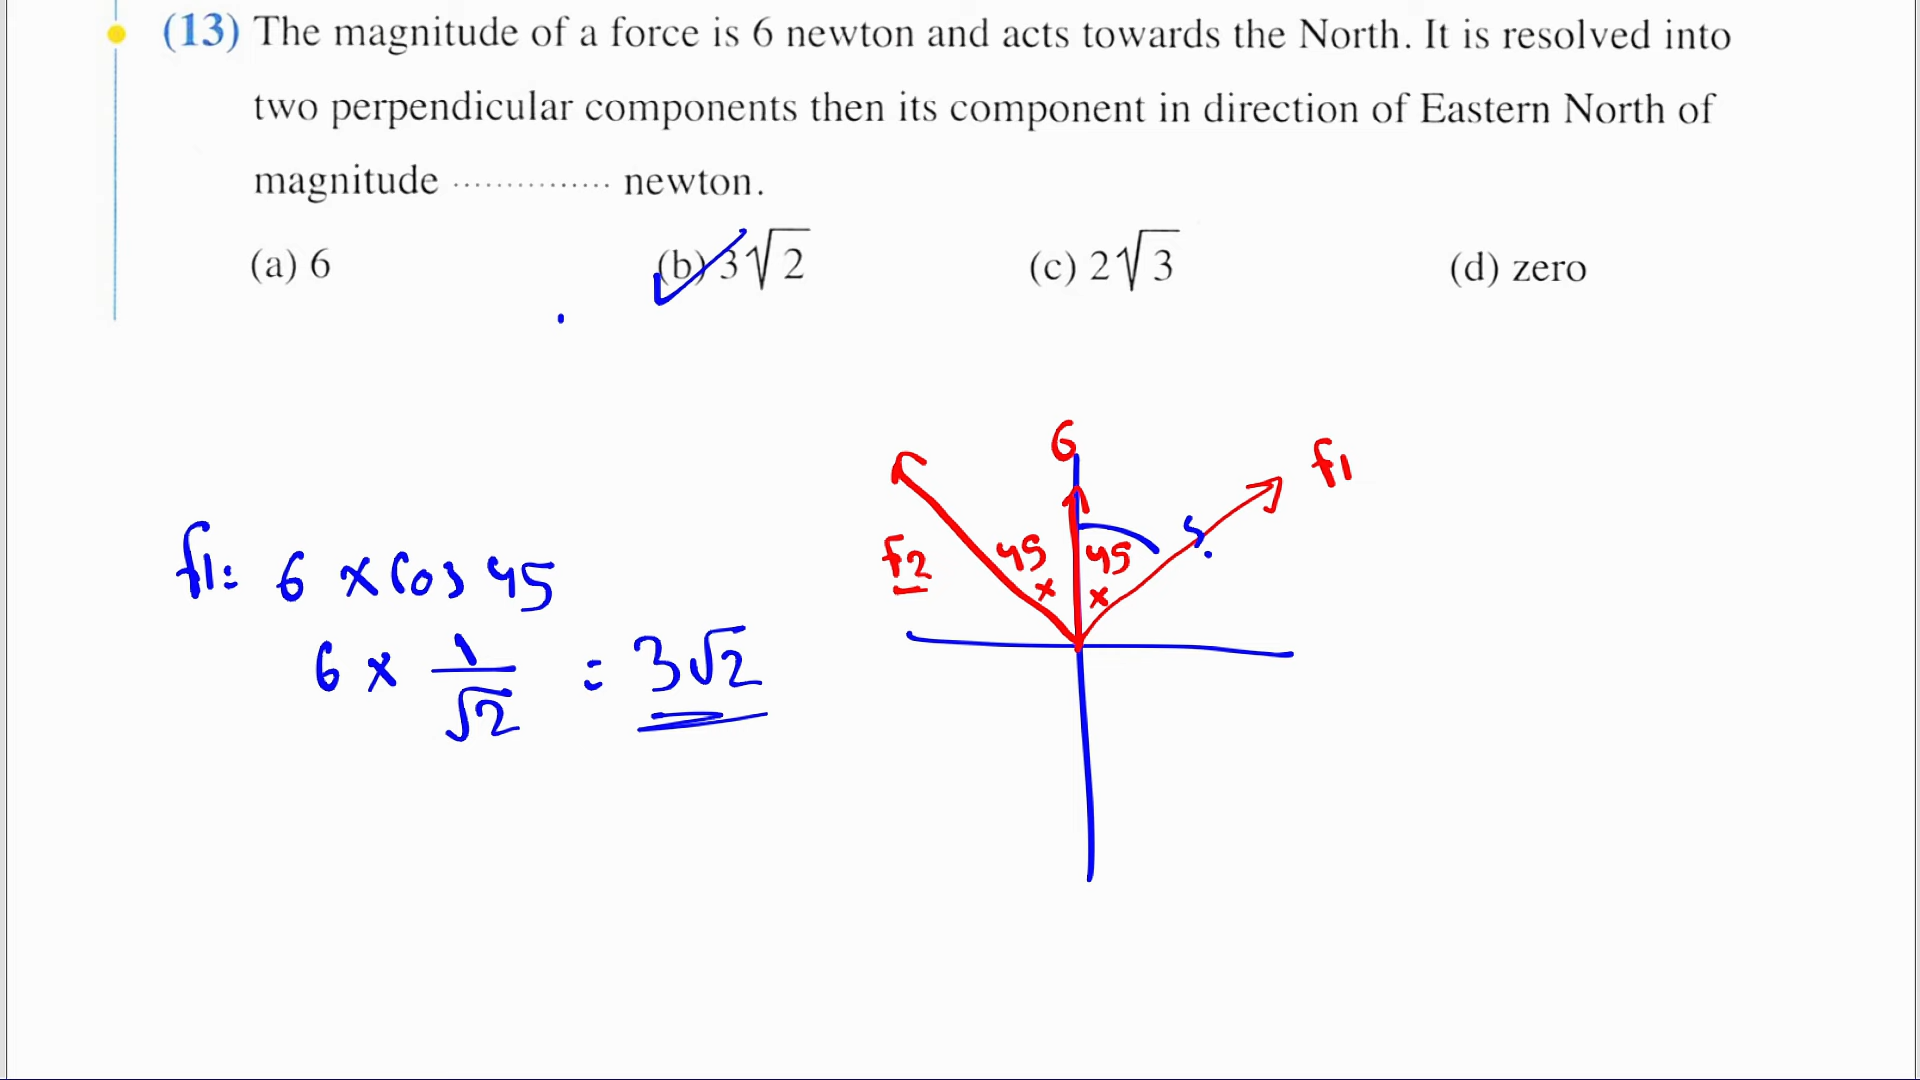 (13) The magnitude of a force is 6 newton and acts towards the North. It is resolved into
two perpendicular components then its component in direction of Eastern North of
magnitude ............... newton.
(a) 6 (b) 3√2 (c) 2√3 (d) zero
6
f1
f2 45 45
f1: 6 × cos 45
6 × 1/√2 = 3√2